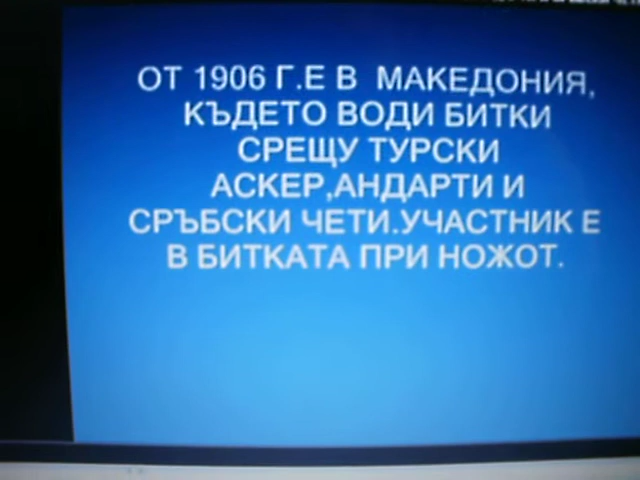 ОТ 1906 Г.Е В МАКЕДОНИЯ,
КЪДЕТО ВОДИ БИТКИ
СРЕЩУ ТУРСКИ
АСКЕР,АНДАРТИ И
СРЪБСКИ ЧЕТИ.УЧАСТНИК Е
В БИТКАТА ПРИ НОЖОТ.